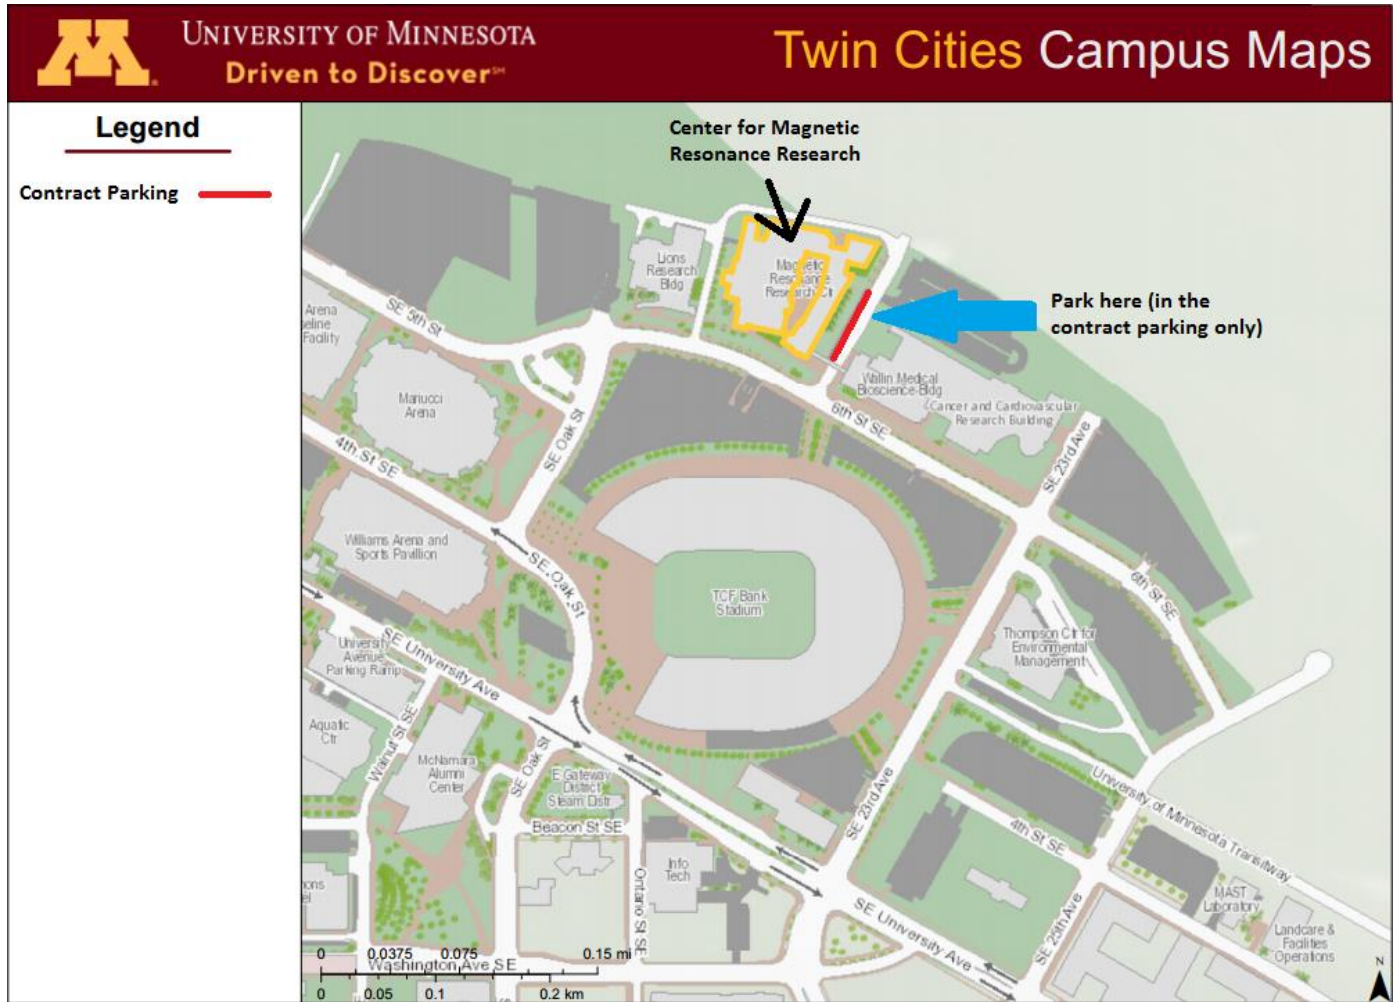 UNIVERSITY OF MINNESOTA
Driven to Discover℠
Twin Cities Campus Maps
Legend
Contract Parking
Center for Magnetic
Resonance Research
Lions
Research
Bldg
Magnetic
Resonance
Research Ctr
Park here (in the
contract parking only)
Arena
Facility
SE 5th St
Mariucci
Arena
SE Oak St
Wallin Medical
Bioscience Bldg
Cancer and Cardiovascular
Research Building
6th St SE
SE 23rd Ave
4th St SE
Williams Arena and
Sports Pavilion
SE Oak St
TCF Bank
Stadium
6th St SE
Thompson Ctr for
Environmental
Management
University
Avenue
Parking Ramp
SE University Ave
Aquatic
Ctr
Walnut St SE
McNamara
Alumni
Center
SE Oak St
E Gateway
District
Steam Distr
Beacon St SE
Info
Tech
Ontario St SE
SE 23rd Ave
University of Minnesota Transitway
4th St SE
MAST
Laboratory
Landcare &
Facilities
Operations
SE University Ave
SE 25th Ave
Washington Ave SE
0 0.0375 0.075 0.15 mi
0 0.05 0.1 0.2 km
N